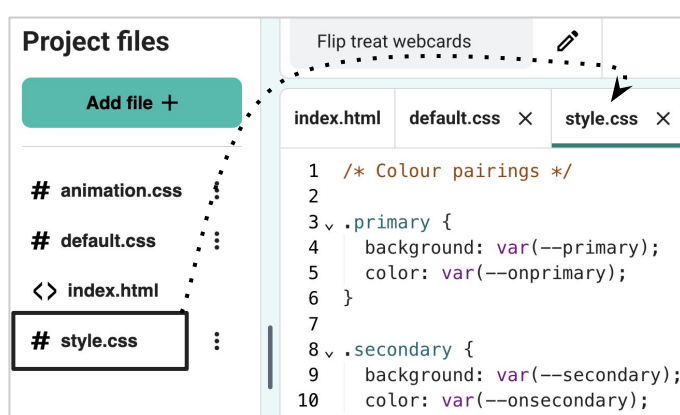 Project files
Add file +
# animation.css
# default.css
<> index.html
# style.css
Flip treat webcards
index.html default.css × style.css ×
1 /* Colour pairings */
2
3 .primary {
4 background: var(--primary);
5 color: var(--onprimary);
6 }
7
8 .secondary {
9 background: var(--secondary);
10 color: var(--onsecondary);